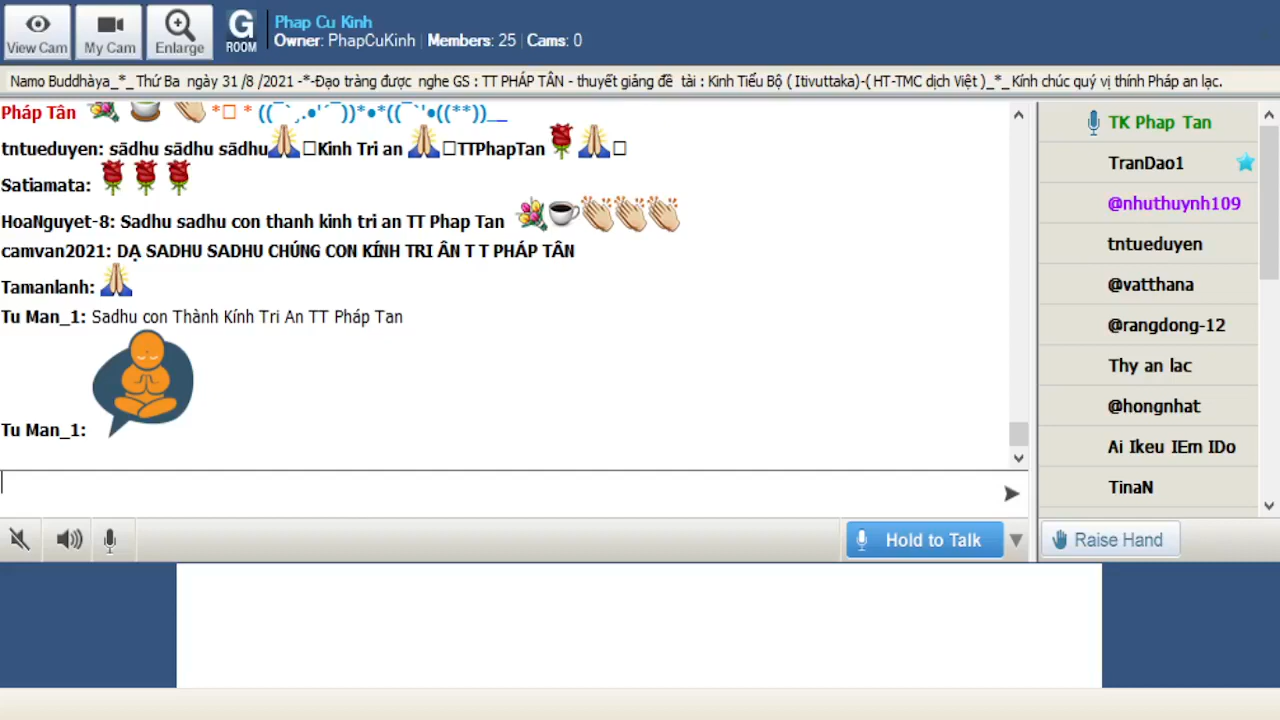 View Cam
My Cam
Enlarge
G
ROOM
Phap Cu Kinh
Owner: PhapCuKinh | Members: 25 | Cams: 0
Namo Buddhàya_*_Thứ Ba ngày 31 /8 /2021 -*-Đạo tràng được nghe GS : TT PHÁP TÂN - thuyết giảng đề tài : Kinh Tiểu Bộ ( Itivuttaka)-( HT-TMC dịch Việt )_*_Kính chúc quý vị thính Pháp an lạc.
Pháp Tân 💐 🍵 👏 *▯ * ((¯`¸.●'´¯))*●*((¯`'●((**))__
tntueduyen: sādhu sādhu sādhu🙏▯Kinh Tri an 🙏▯TTPhapTan🌹🙏▯
Satiamata: 🌹🌹🌹
HoaNguyet-8: Sadhu sadhu con thanh kinh tri an TT Phap Tan 💐☕👏👏👏
camvan2021: DẠ SADHU SADHU CHÚNG CON KÍNH TRI ÂN T T PHÁP TÂN
Tamanlanh: 🙏
Tu Man_1: Sadhu con Thành Kính Tri An TT Pháp Tan
Tu Man_1:
TK Phap Tan
TranDao1
@nhuthuynh109
tntueduyen
@vatthana
@rangdong-12
Thy an lac
@hongnhat
Ai Ikeu IEm IDo
TinaN
Hold to Talk
Raise Hand